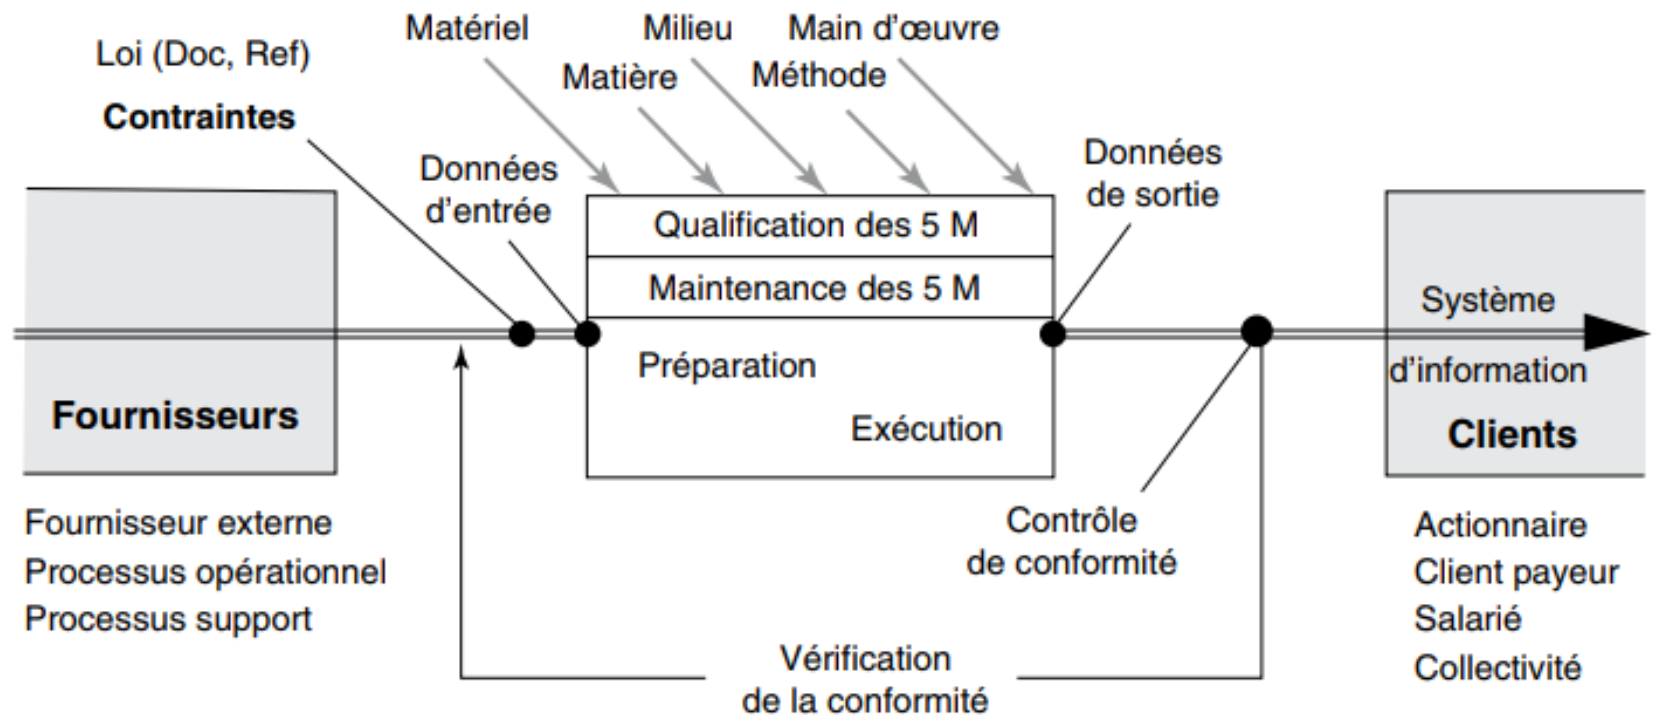 Loi (Doc, Ref)
Contraintes
Matériel
Milieu
Main d'œuvre
Matière
Méthode
Données
d'entrée
Données
de sortie
Qualification des 5 M
Maintenance des 5 M
Préparation
Exécution
Système
d'information
Fournisseurs
Clients
Fournisseur externe
Processus opérationnel
Processus support
Contrôle
de conformité
Actionnaire
Client payeur
Salarié
Collectivité
Vérification
de la conformité